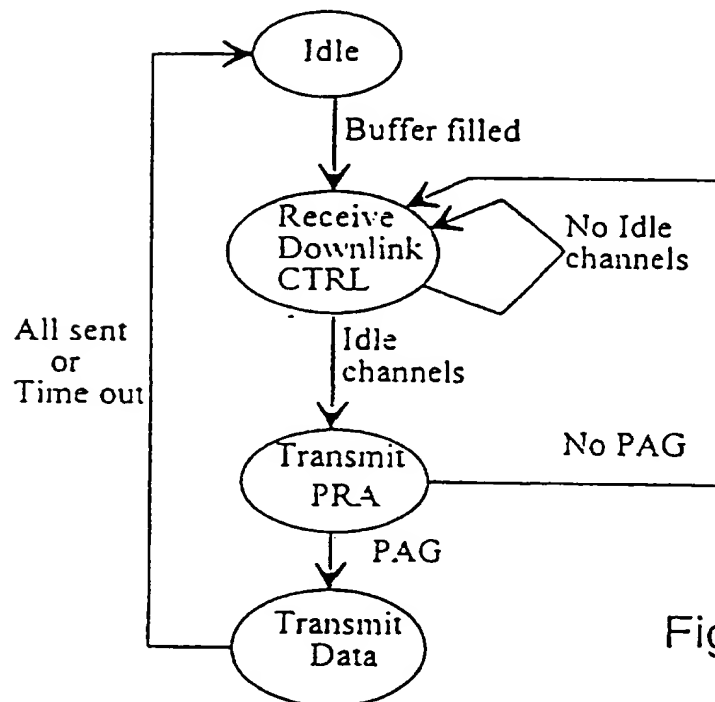 Idle
Buffer filled
Receive
Downlink
CTRL
No Idle
channels
All sent
or
Time out
Idle
channels
Transmit
PRA
No PAG
PAG
Transmit
Data
Fig